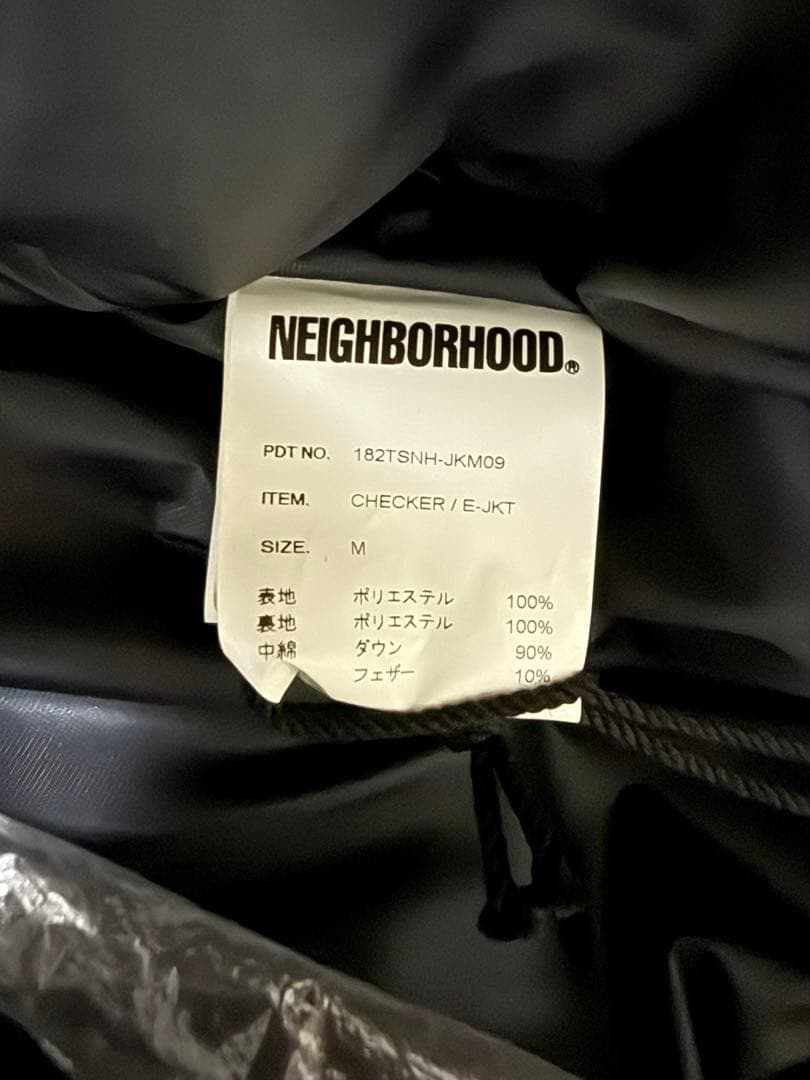 NEIGHBORHOOD®
PDT NO. 182TSNH-JKM09
ITEM. CHECKER / E-JKT
SIZE. M
表地 ポリエステル 100%
裏地 ポリエステル 100%
中綿 ダウン 90%
フェザー 10%